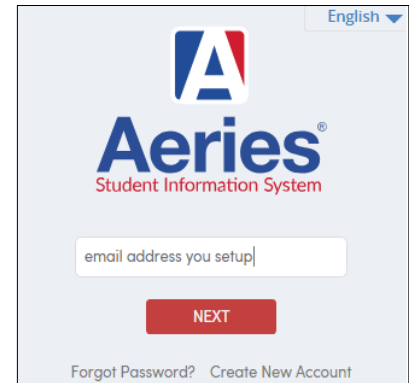 English
A
Aeries®
Student Information System
email address you setup
NEXT
Forgot Password? Create New Account